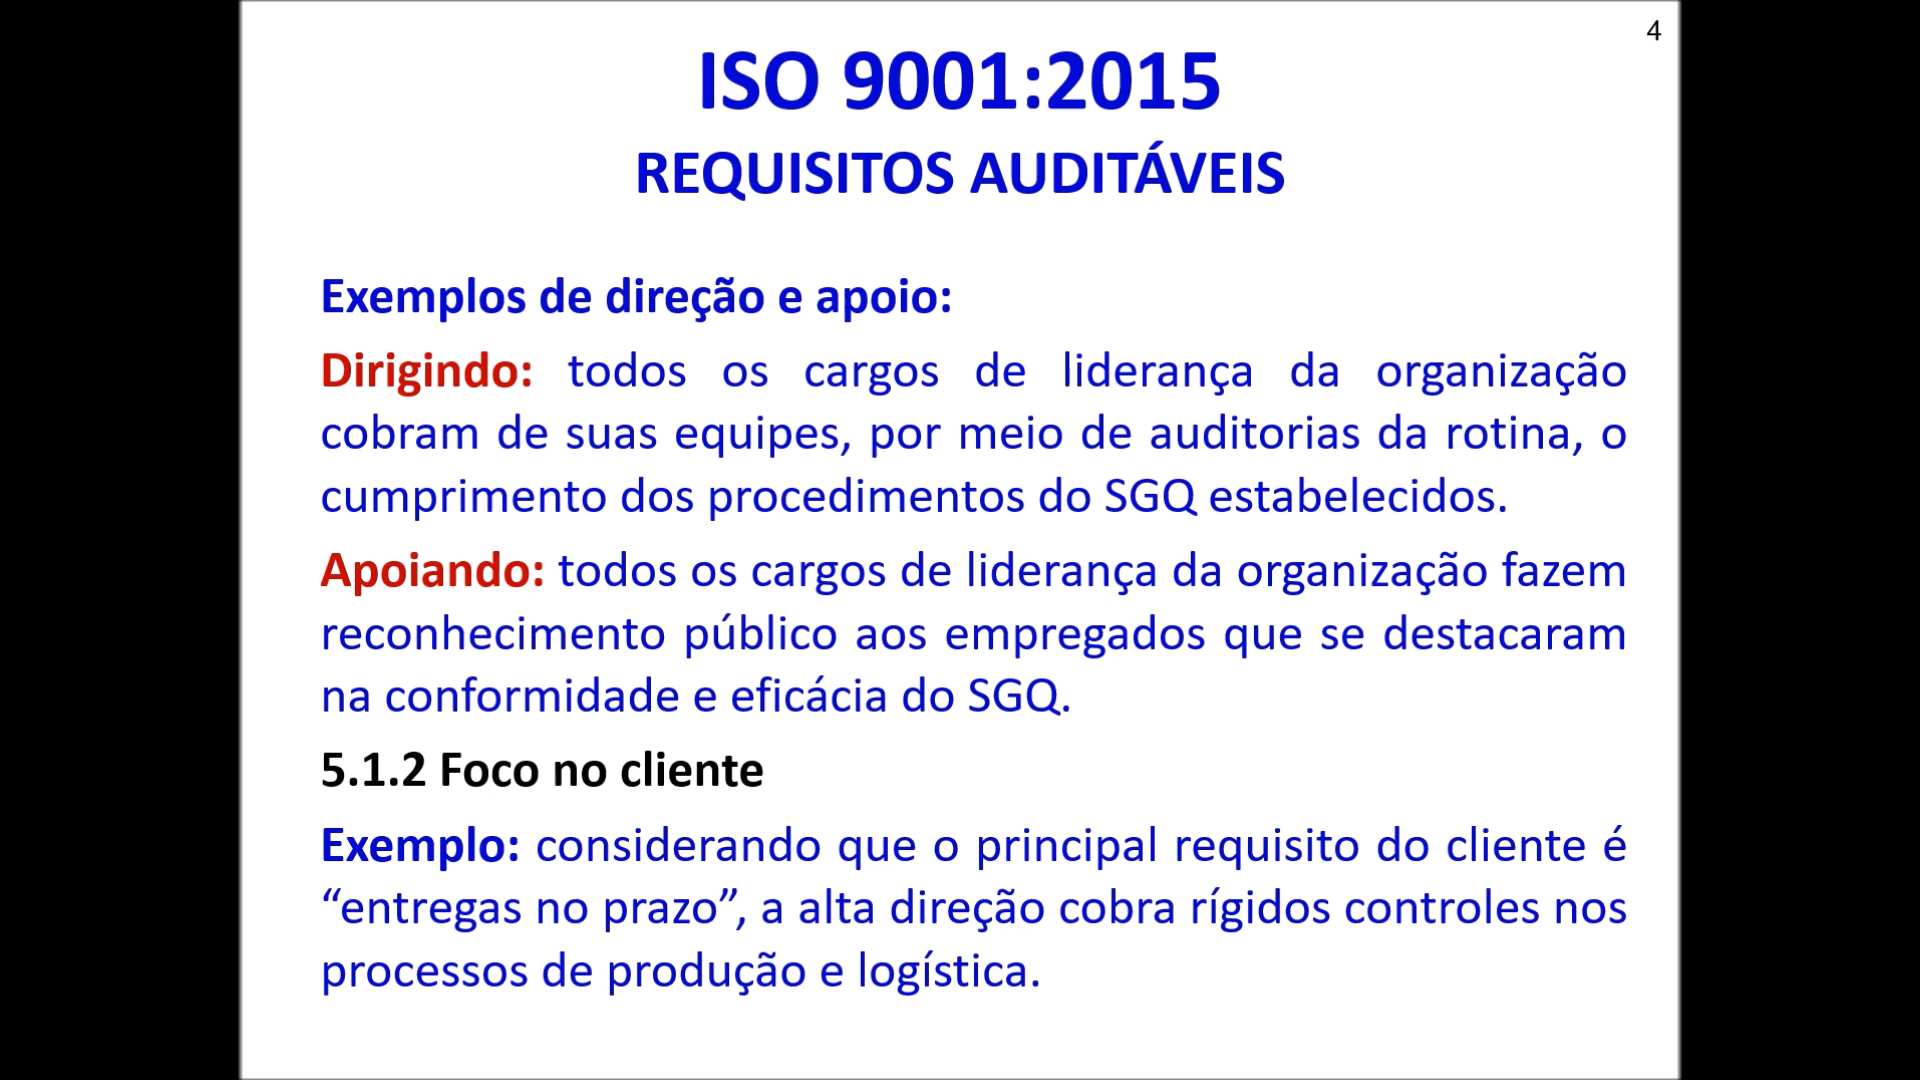 4
ISO 9001:2015
REQUISITOS AUDITÁVEIS
Exemplos de direção e apoio:
Dirigindo: todos os cargos de liderança da organização
cobram de suas equipes, por meio de auditorias da rotina, o
cumprimento dos procedimentos do SGQ estabelecidos.
Apoiando: todos os cargos de liderança da organização fazem
reconhecimento público aos empregados que se destacaram
na conformidade e eficácia do SGQ.
5.1.2 Foco no cliente
Exemplo: considerando que o principal requisito do cliente é
“entregas no prazo”, a alta direção cobra rígidos controles nos
processos de produção e logística.